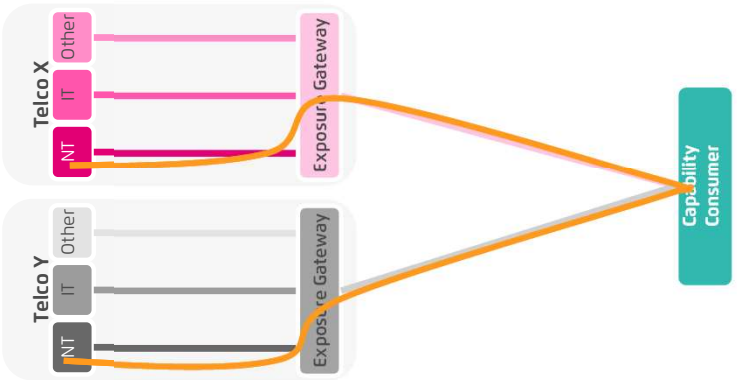 Telco X
Other
IT
NT
Exposure Gateway
Telco Y
Other
IT
NT
Exposure Gateway
Capability
Consumer